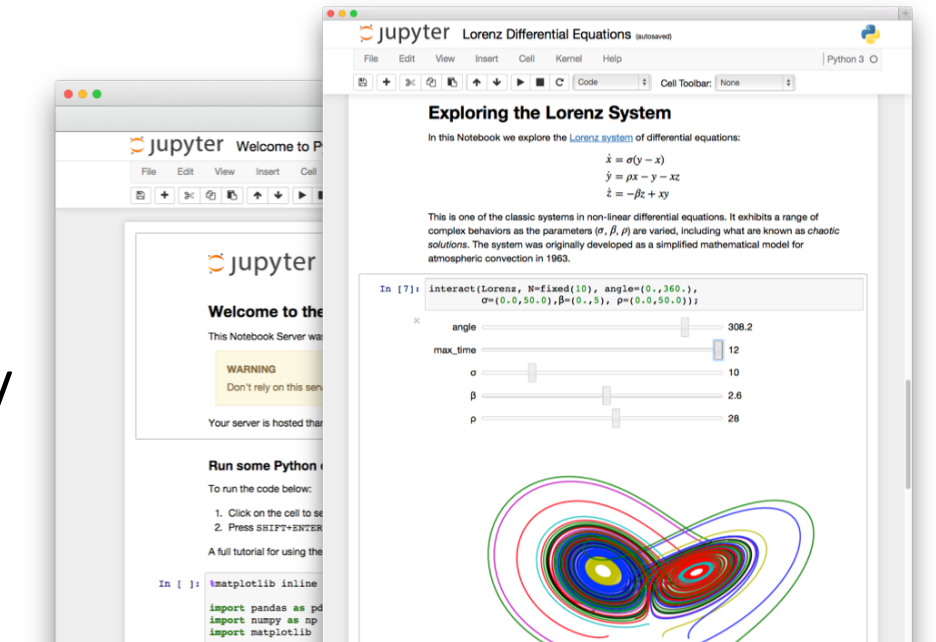 jupyter Lorenz Differential Equations (autosaved)
File Edit View Insert Cell Kernel Help Python 3
Code Cell Toolbar: None
Exploring the Lorenz System
In this Notebook we explore the Lorenz system of differential equations:
ẋ = σ(y − x)
ẏ = ρx − y − xz
ż = −βz + xy
This is one of the classic systems in non-linear differential equations. It exhibits a range of
complex behaviors as the parameters (σ, β, ρ) are varied, including what are known as chaotic
solutions. The system was originally developed as a simplified mathematical model for
atmospheric convection in 1963.
In [7]: interact(Lorenz, N=fixed(10), angle=(0.,360.),
σ=(0.0,50.0),β=(0.,5), ρ=(0.0,50.0));
angle 308.2
max_time 12
σ 10
β 2.6
ρ 28
jupyter Welcome to P
File Edit View Insert Cell
jupyter
Welcome to the
This Notebook Server was
WARNING
Don't rely on this serv
Your server is hosted than
Run some Python
To run the code below:
1. Click on the cell to se
2. Press SHIFT+ENTER
A full tutorial for using the
In [ ]: %matplotlib inline
import pandas as pd
import numpy as np
import matplotlib
y